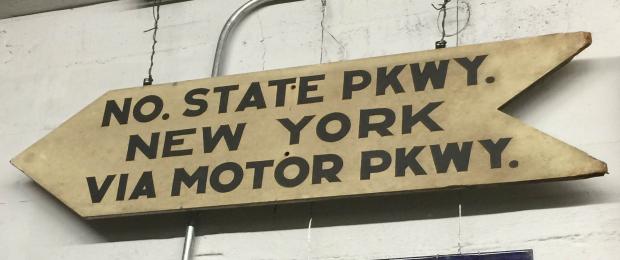 NO. STATE PKWY.
NEW YORK
VIA MOTOR PKWY.